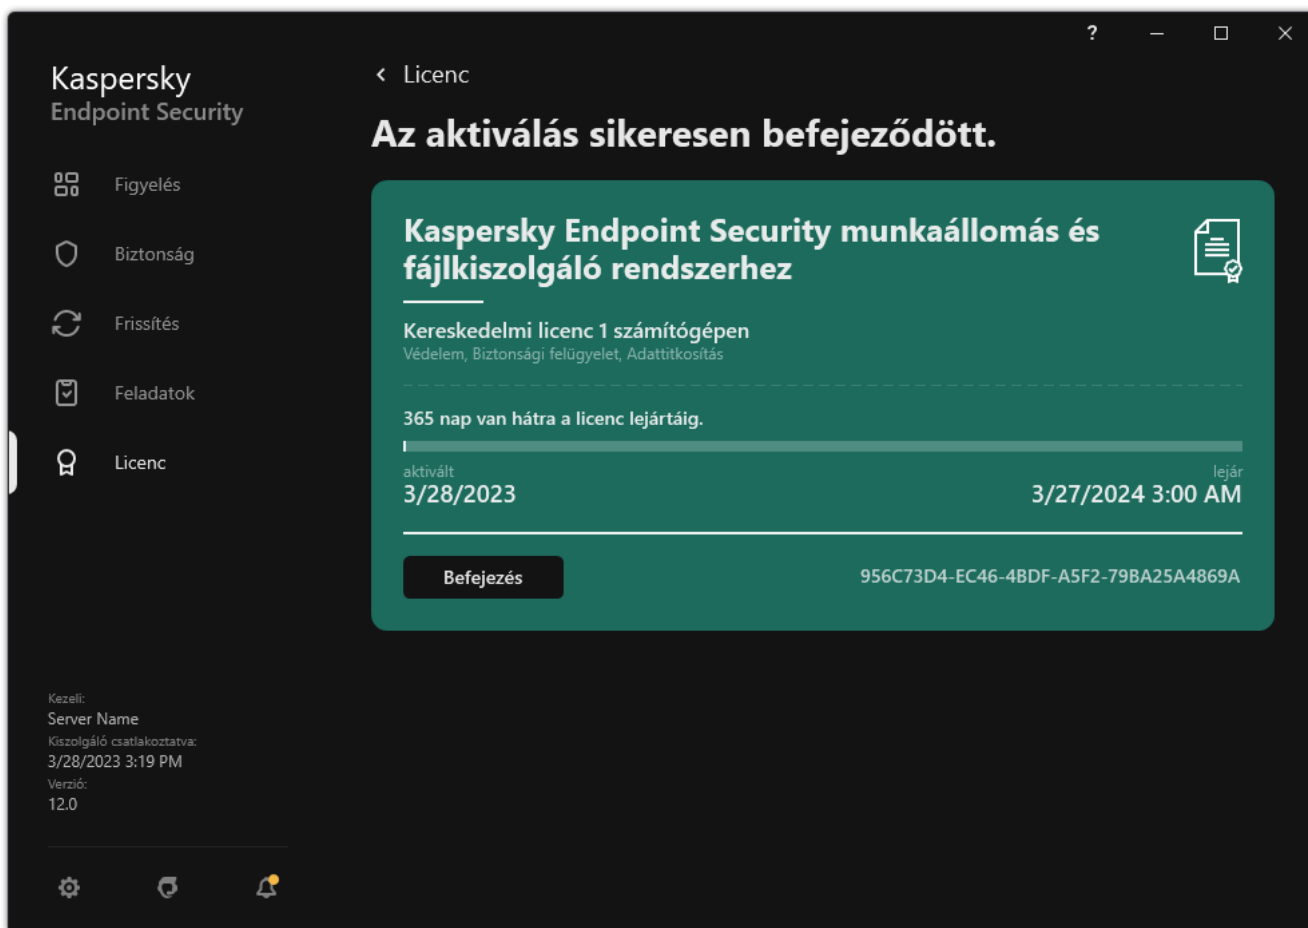 ?
Kaspersky
Endpoint Security
Figyelés
Biztonság
Frissítés
Feladatok
Licenc
Kezeli:
Server Name
Kiszolgáló csatlakoztatva:
3/28/2023 3:19 PM
Verzió:
12.0
Licenc
Az aktiválás sikeresen befejeződött.
Kaspersky Endpoint Security munkaállomás és
fájlkiszolgáló rendszerhez
Kereskedelmi licenc 1 számítógépen
Védelem, Biztonsági felügyelet, Adattitkosítás
365 nap van hátra a licenc lejártáig.
aktivált
3/28/2023
lejár
3/27/2024 3:00 AM
Befejezés
956C73D4-EC46-4BDF-A5F2-79BA25A4869A